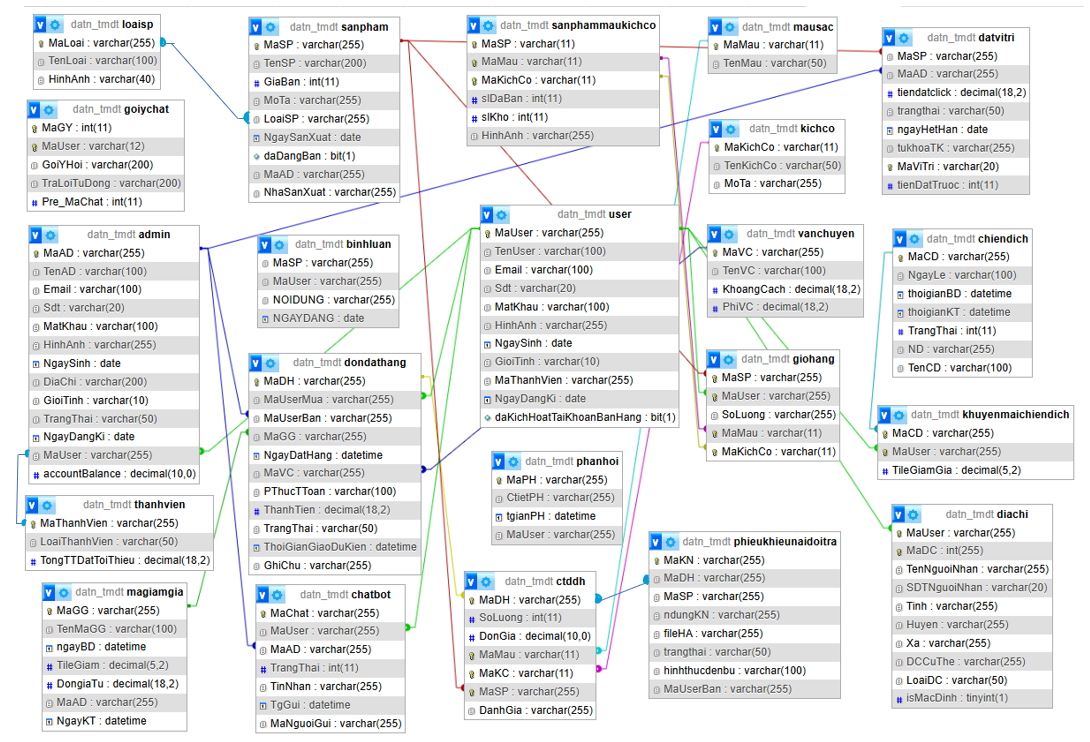 datn_tmdt loaisp
MaLoai : varchar(255)
TenLoai : varchar(100)
HinhAnh : varchar(40)
datn_tmdt goiychat
MaGY : int(11)
MaUser : varchar(12)
GoiYHoi : varchar(200)
TraLoiTuDong : varchar(200)
Pre_MaChat : int(11)
datn_tmdt sanpham
MaSP : varchar(255)
TenSP : varchar(200)
GiaBan : int(11)
MoTa : varchar(255)
LoaiSP : varchar(255)
NgaySanXuat : date
daDangBan : bit(1)
MaAD : varchar(255)
NhaSanXuat : varchar(255)
datn_tmdt sanphammaukichco
MaSP : varchar(11)
MaMau : varchar(11)
MaKichCo : varchar(11)
slDaBan : int(11)
slKho : int(11)
HinhAnh : varchar(255)
datn_tmdt mausac
MaMau : varchar(11)
TenMau : varchar(50)
datn_tmdt kichco
MaKichCo : varchar(11)
TenKichCo : varchar(50)
MoTa : varchar(255)
datn_tmdt datvitri
MaSP : varchar(255)
MaAD : varchar(255)
tiendatclick : decimal(18,2)
trangthai : varchar(50)
ngayHetHan : date
tukhoaTK : varchar(255)
MaViTri : varchar(20)
tienDatTruoc : int(11)
datn_tmdt admin
MaAD : varchar(255)
TenAD : varchar(100)
Email : varchar(100)
Sdt : varchar(20)
MatKhau : varchar(100)
HinhAnh : varchar(255)
NgaySinh : date
DiaChi : varchar(200)
GioiTinh : varchar(10)
TrangThai : varchar(50)
NgayDangKi : date
MaUser : varchar(255)
accountBalance : decimal(10,0)
datn_tmdt binhluan
MaSP : varchar(255)
MaUser : varchar(255)
NOIDUNG : varchar(255)
NGAYDANG : date
datn_tmdt user
MaUser : varchar(255)
TenUser : varchar(100)
Email : varchar(100)
Sdt : varchar(20)
MatKhau : varchar(100)
HinhAnh : varchar(255)
NgaySinh : date
GioiTinh : varchar(10)
MaThanhVien : varchar(255)
NgayDangKi : date
daKichHoatTaiKhoanBanHang : bit(1)
datn_tmdt vanchuyen
MaVC : varchar(255)
TenVC : varchar(100)
KhoangCach : decimal(18,2)
PhiVC : decimal(18,2)
datn_tmdt chiendich
MaCD : varchar(255)
NgayLe : varchar(100)
thoigianBD : datetime
thoigianKT : datetime
TrangThai : int(11)
ND : varchar(255)
TenCD : varchar(100)
datn_tmdt dondathang
MaDH : varchar(255)
MaUserMua : varchar(255)
MaUserBan : varchar(255)
MaGG : varchar(255)
NgayDatHang : datetime
MaVC : varchar(255)
PThucTToan : varchar(100)
ThanhTien : decimal(18,2)
TrangThai : varchar(50)
ThoiGianGiaoDuKien : datetime
GhiChu : varchar(255)
datn_tmdt giohang
MaSP : varchar(255)
MaUser : varchar(255)
SoLuong : varchar(255)
MaMau : varchar(11)
MaKichCo : varchar(11)
datn_tmdt khuyenmaichiendich
MaCD : varchar(255)
MaUser : varchar(255)
TileGiamGia : decimal(5,2)
datn_tmdt phanhoi
MaPH : varchar(255)
CtietPH : varchar(255)
tgianPH : datetime
MaUser : varchar(255)
datn_tmdt thanhvien
MaThanhVien : varchar(255)
LoaiThanhVien : varchar(50)
TongTTDatToiThieu : decimal(18,2)
datn_tmdt magiamgia
MaGG : varchar(255)
TenMaGG : varchar(100)
ngayBD : datetime
TileGiam : decimal(5,2)
DongiaTu : decimal(18,2)
MaAD : varchar(255)
NgayKT : datetime
datn_tmdt chatbot
MaChat : varchar(255)
MaUser : varchar(255)
MaAD : varchar(255)
TrangThai : int(11)
TinNhan : varchar(255)
TgGui : datetime
MaNguoiGui : varchar(255)
datn_tmdt ctddh
MaDH : varchar(255)
SoLuong : int(11)
DonGia : decimal(10,0)
MaMau : varchar(11)
MaKC : varchar(11)
MaSP : varchar(255)
DanhGia : varchar(255)
datn_tmdt phieukhieunaidoitra
MaKN : varchar(255)
MaDH : varchar(255)
MaSP : varchar(255)
ndungKN : varchar(255)
fileHA : varchar(255)
trangthai : varchar(50)
hinhthucdenbu : varchar(100)
MaUserBan : varchar(255)
datn_tmdt diachi
MaUser : varchar(255)
MaDC : int(255)
TenNguoiNhan : varchar(255)
SDTNguoiNhan : varchar(20)
Tinh : varchar(255)
Huyen : varchar(255)
Xa : varchar(255)
DCCuThe : varchar(255)
LoaiDC : varchar(50)
isMacDinh : tinyint(1)